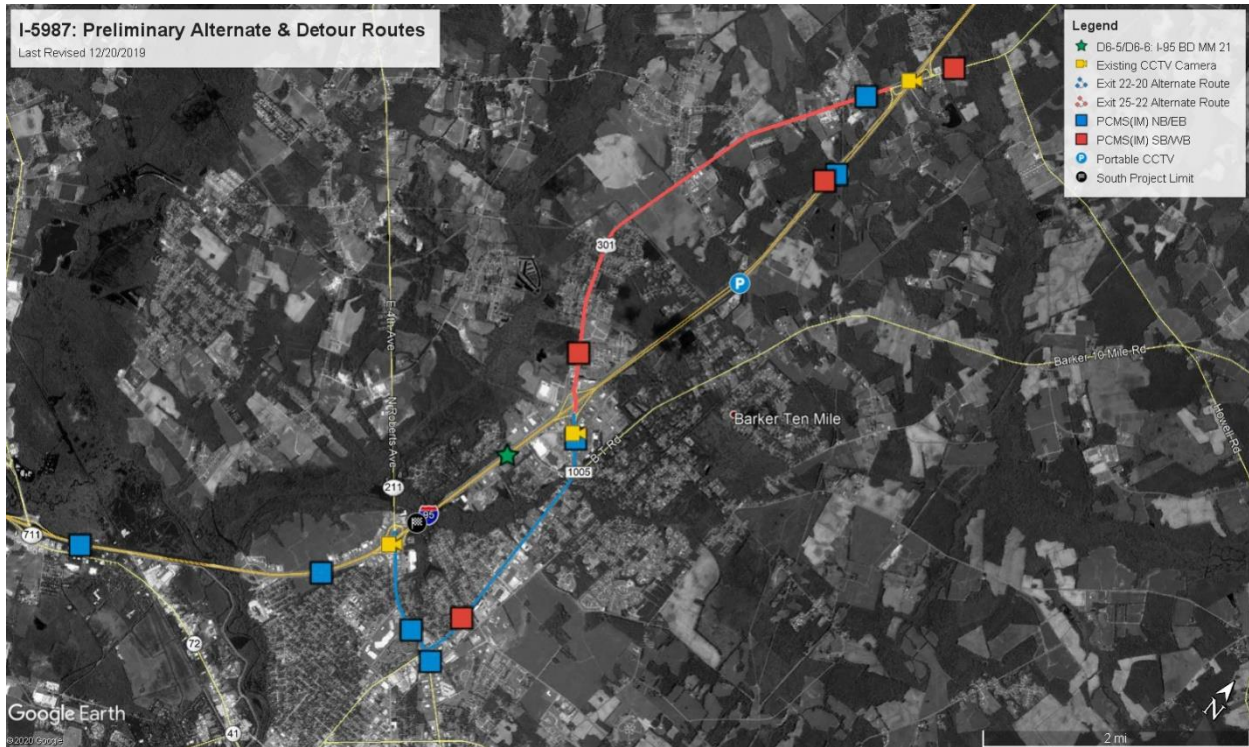 I-5987: Preliminary Alternate & Detour Routes
Last Revised 12/20/2019
Legend
D6-5/D6-6: I-95 BD MM 21
Existing CCTV Camera
Exit 22-20 Alternate Route
Exit 25-22 Alternate Route
PCMS(IM) NB/EB
PCMS(IM) SB/WB
P Portable CCTV
South Project Limit
301
P
E 4th Ave
Barker 10 Mile Rd
Howell Rd
Barker Ten Mile
N Roberts Ave
B-T Rd
1005
211
95
711
72
41
Google Earth
©2020 Google
N
2 mi